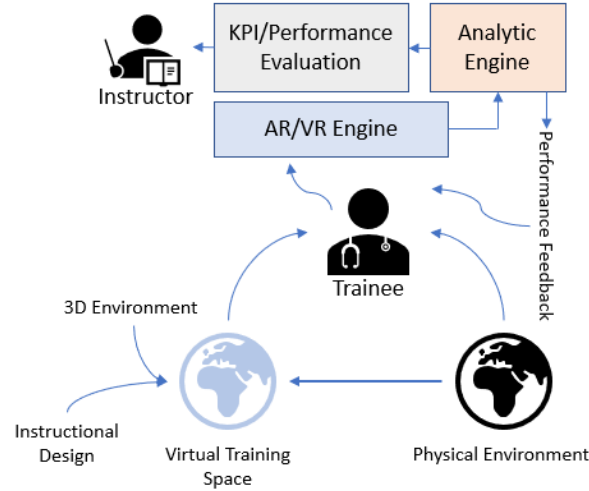 KPI/Performance
Evaluation
Analytic
Engine
Instructor
AR/VR Engine
Performance Feedback
Trainee
3D Environment
Instructional
Design
Virtual Training
Space
Physical Environment